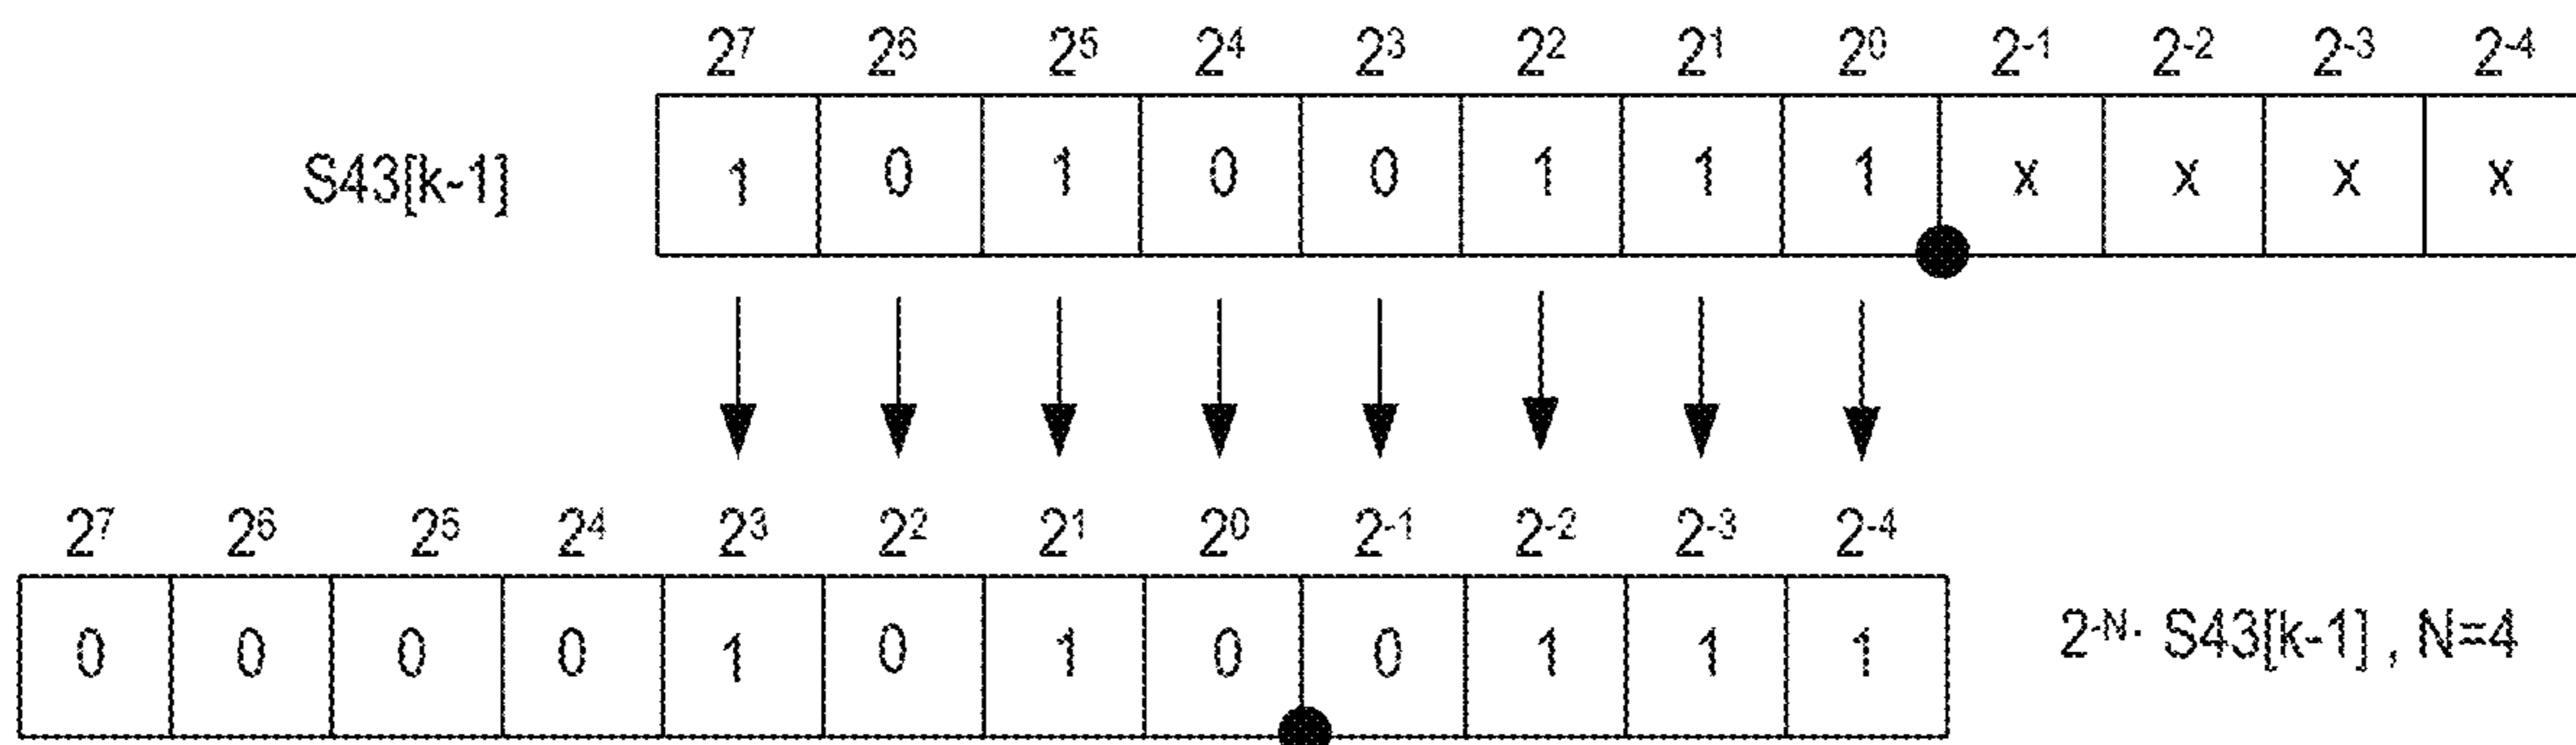 2⁷ 2⁶ 2⁵ 2⁴ 2³ 2² 2¹ 2⁰ 2⁻¹ 2⁻² 2⁻³ 2⁻⁴
S43[k-1] 1 0 1 0 0 1 1 1 x x x x
2⁷ 2⁶ 2⁵ 2⁴ 2³ 2² 2¹ 2⁰ 2⁻¹ 2⁻² 2⁻³ 2⁻⁴
0 0 0 0 1 0 1 0 0 1 1 1 2⁻ᴺ· S43[k-1] , N=4